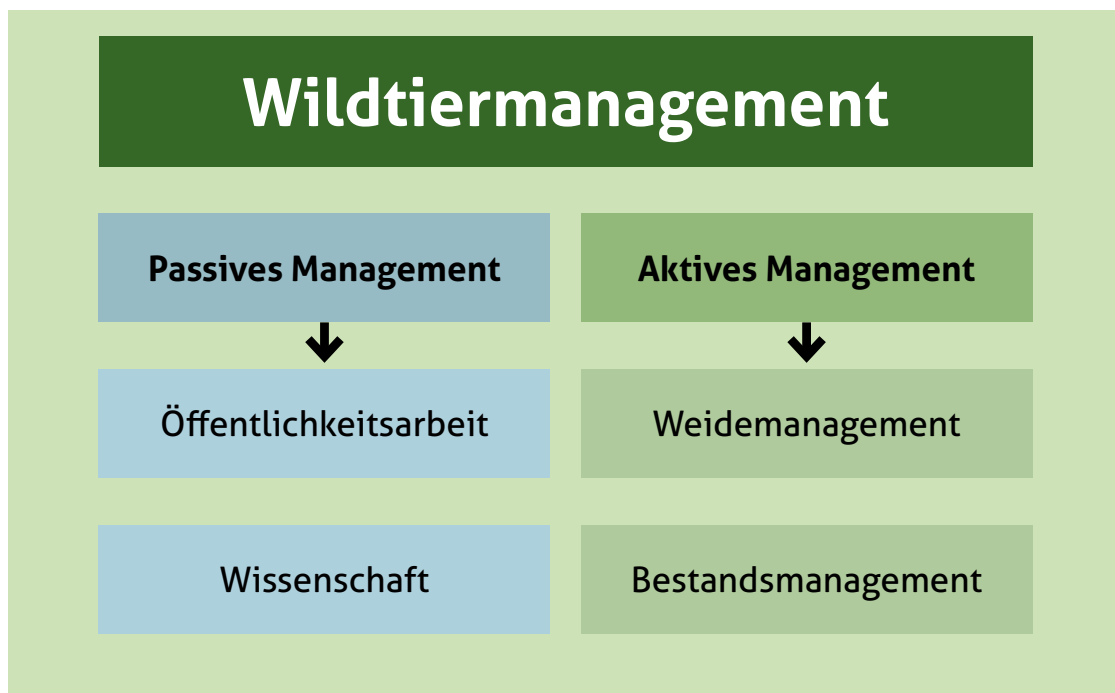 Wildtiermanagement
Passives Management
Aktives Management
Öffentlichkeitsarbeit
Weidemanagement
Wissenschaft
Bestandsmanagement